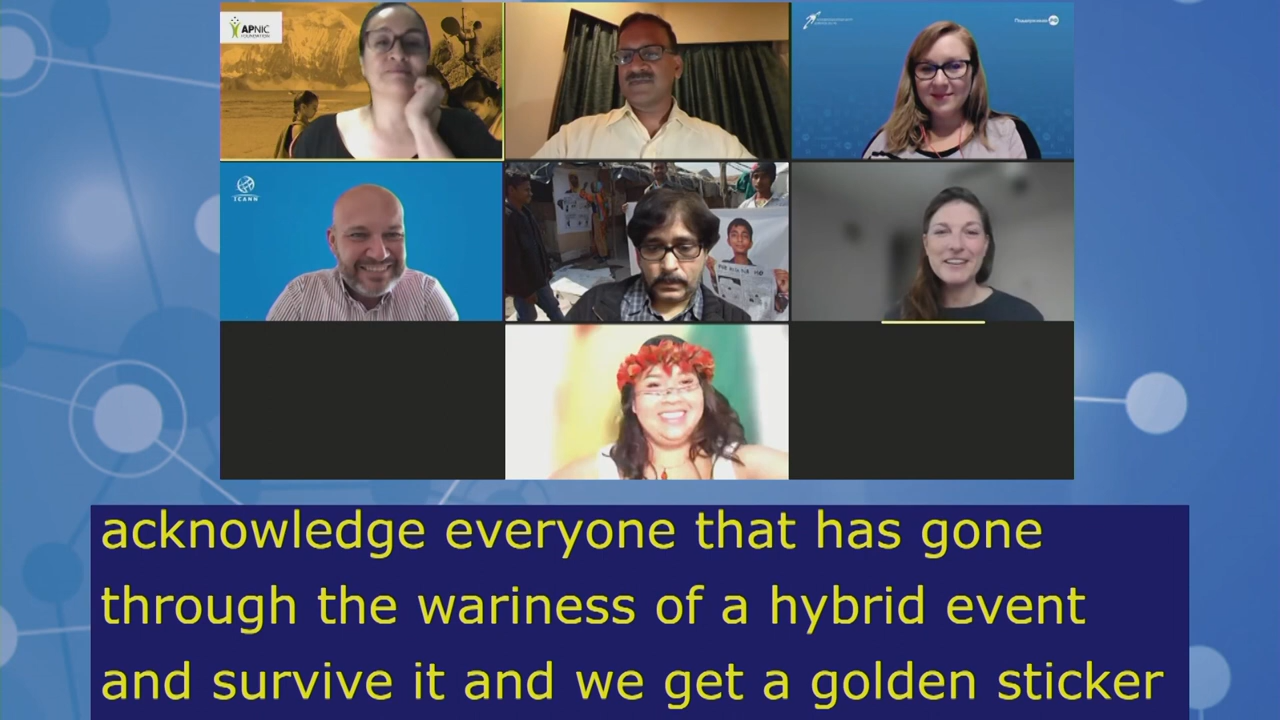 APNIC
FOUNDATION
ICANN
acknowledge everyone that has gone
through the wariness of a hybrid event
and survive it and we get a golden sticker